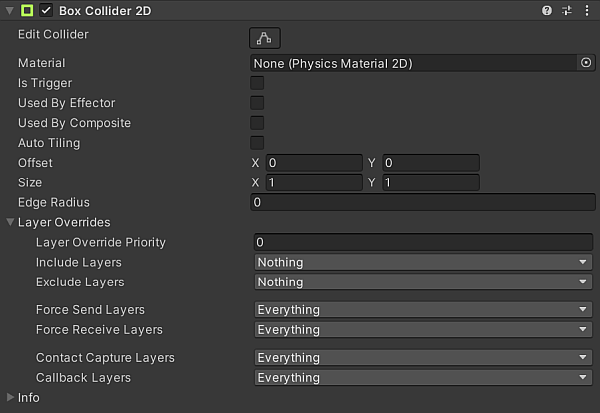 Box Collider 2D
Edit Collider
Material None (Physics Material 2D)
Is Trigger
Used By Effector
Used By Composite
Auto Tiling
Offset X 0 Y 0
Size X 1 Y 1
Edge Radius 0
Layer Overrides
Layer Override Priority 0
Include Layers Nothing
Exclude Layers Nothing
Force Send Layers Everything
Force Receive Layers Everything
Contact Capture Layers Everything
Callback Layers Everything
Info